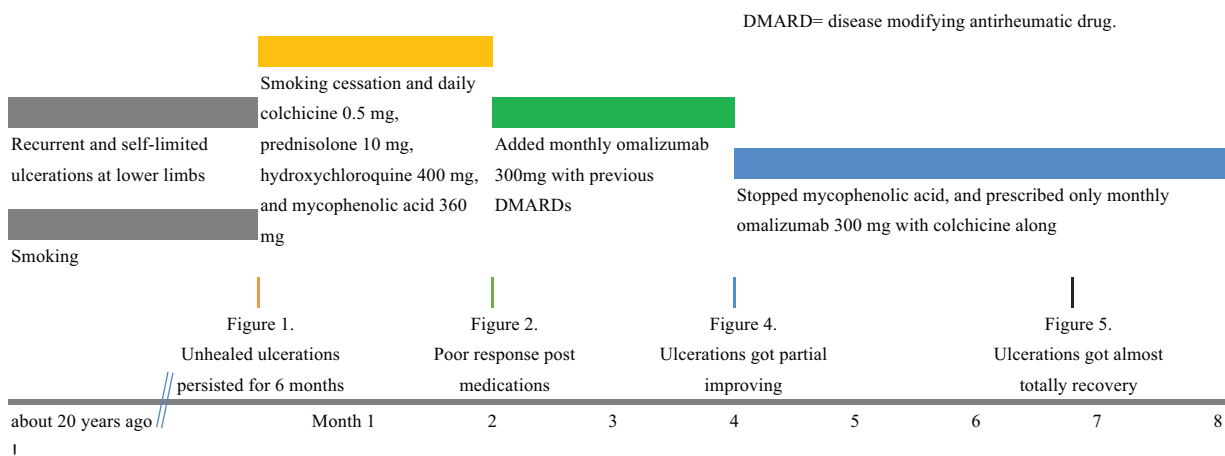 DMARD= disease modifying antirheumatic drug.
Smoking cessation and daily
colchicine 0.5 mg,
prednisolone 10 mg,
hydroxychloroquine 400 mg,
and mycophenolic acid 360
mg
Recurrent and self-limited
ulcerations at lower limbs
Smoking
Added monthly omalizumab
300mg with previous
DMARDs
Stopped mycophenolic acid, and prescribed only monthly
omalizumab 300 mg with colchicine along
Figure 1.
Unhealed ulcerations
persisted for 6 months
Figure 2.
Poor response post
medications
Figure 4.
Ulcerations got partial
improving
Figure 5.
Ulcerations got almost
totally recovery
about 20 years ago Month 1 2 3 4 5 6 7 8